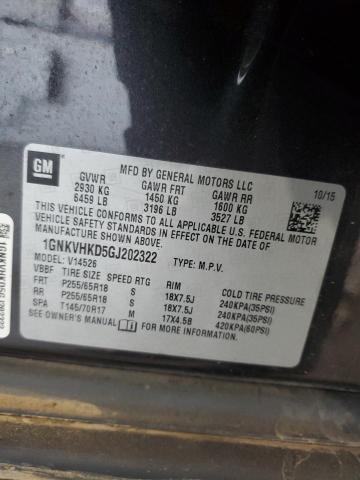 GM
MFD BY GENERAL MOTORS LLC
10/15
GVWR GAWR FRT GAWR RR
2930 KG 1450 KG 1600 KG
6459 LB 3196 LB 3527 LB
THIS VEHICLE CONFORMS TO ALL APPLICABLE U.S. FEDERAL MOTOR
VEHICLE SAFETY STANDARDS IN EFFECT ON THE DATE OF
MANUFACTURE SHOWN ABOVE.
1GNKVHKD5GJ202322 TYPE: M.P.V.
MODEL: V14526
VBBF TIRE SIZE SPEED RTG RIM COLD TIRE PRESSURE
FRT P255/65R18 S 18X7.5J 240KPA(35PSI)
RR P255/65R18 S 18X7.5J 240KPA(35PSI)
SPA T145/70R17 M 17X4.5B 420KPA(60PSI)
SEE OWNER'S MANUAL FOR MORE INFORMATION.
1GNKVHKD5GJ202322